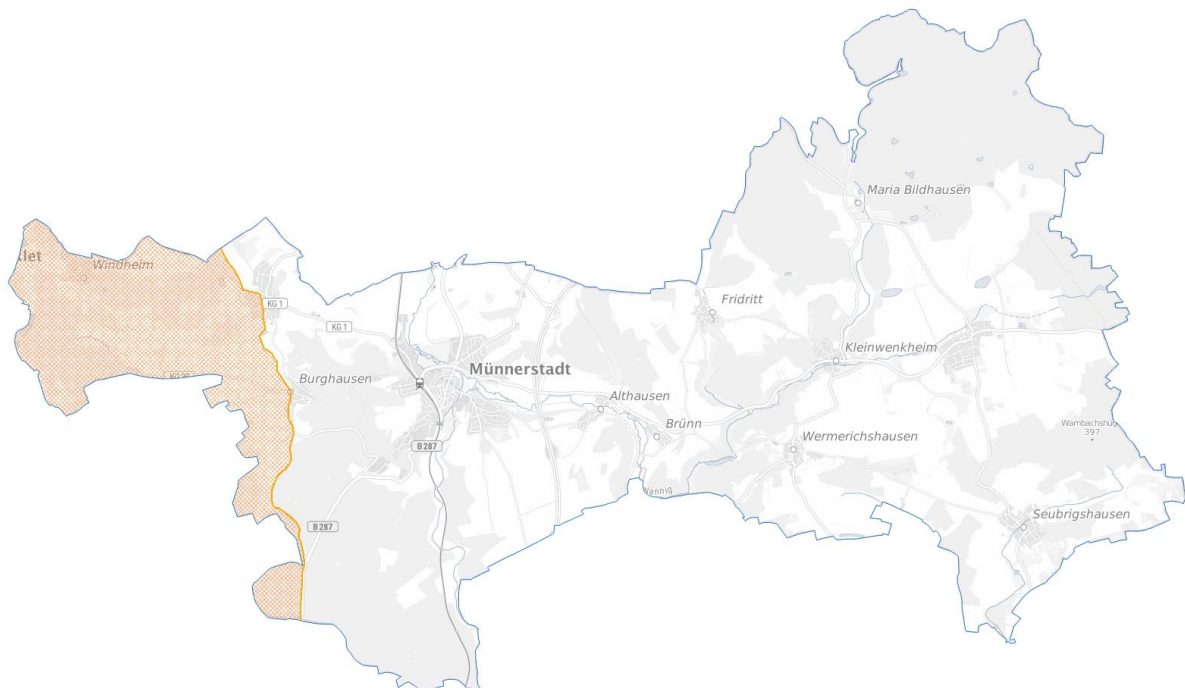 Maria Bildhausen
Windheim
KG 1
Fridritt
KG 1
Kleinwenkheim
Münnerstadt
Burghausen
Althausen
Brünn
Wambachshüg
397
Wermerichshausen
B 287
Wannig
Seubrigshausen
B 287